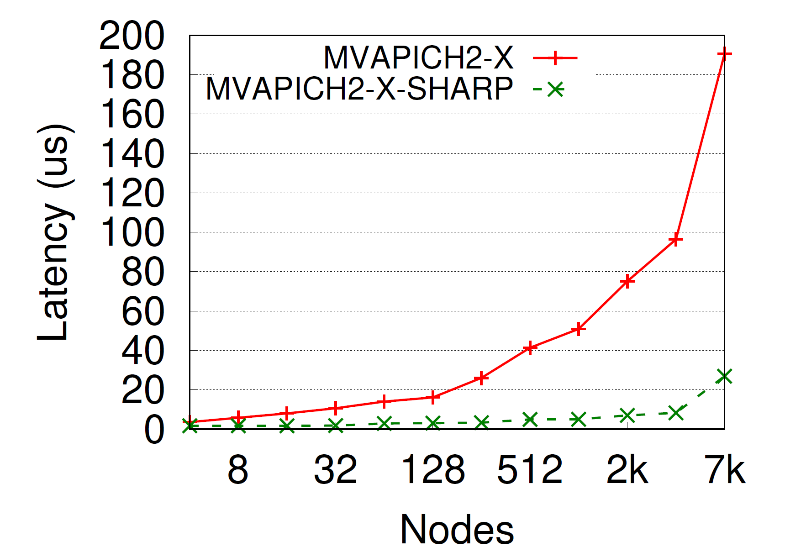 MVAPICH2-X
MVAPICH2-X-SHARP
Latency (us)
200
180
160
140
120
100
80
60
40
20
0
8 32 128 512 2k 7k
Nodes